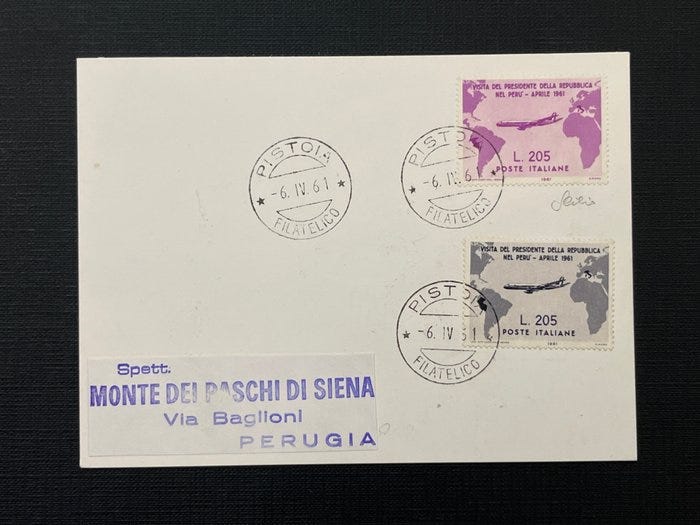 VISITA DEL PRESIDENTE DELLA REPUBBLICA
NEL PERU' - APRILE 1961
L. 205
POSTE ITALIANE
1961
PISTOIA
-6. IV. 61
FILATELICO
PISTOIA
-6. IV. 61
FILATELICO
VISITA DEL PRESIDENTE DELLA REPUBBLICA
NEL PERU' - APRILE 1961
L. 205
POSTE ITALIANE
1961
PISTOIA
-6. IV 61
FILATELICO
Spett.
MONTE DEI PASCHI DI SIENA
Via Baglioni
PERUGIA